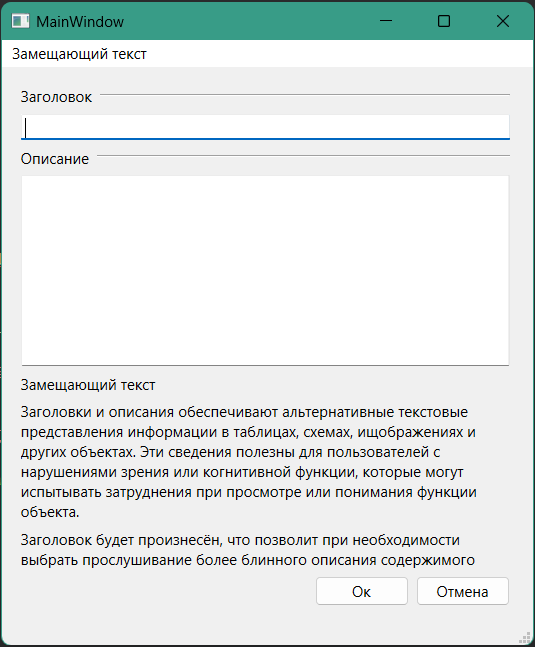 MainWindow
Замещающий текст
Заголовок
Описание
Замещающий текст
Заголовки и описания обеспечивают альтернативные текстовые
представления информации в таблицах, схемах, ищображениях и
других объектах. Эти сведения полезны для пользователей с
нарушениями зрения или когнитивной функции, которые могут
испытывать затруднения при просмотре или понимания функции
объекта.
Заголовок будет произнесён, что позволит при необходимости
выбрать прослушивание более блинного описания содержимого
Ок
Отмена